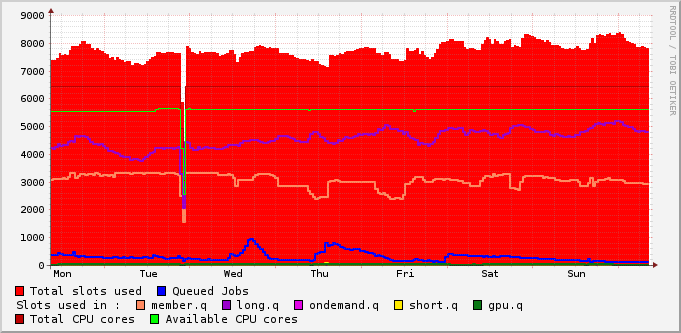 9000
8000
7000
6000
5000
4000
3000
2000
1000
0
Mon Tue Wed Thu Fri Sat Sun
RRDTOOL / TOBI OETIKER
Total slots used Queued Jobs
Slots used in : member.q long.q ondemand.q short.q gpu.q
Total CPU cores Available CPU cores